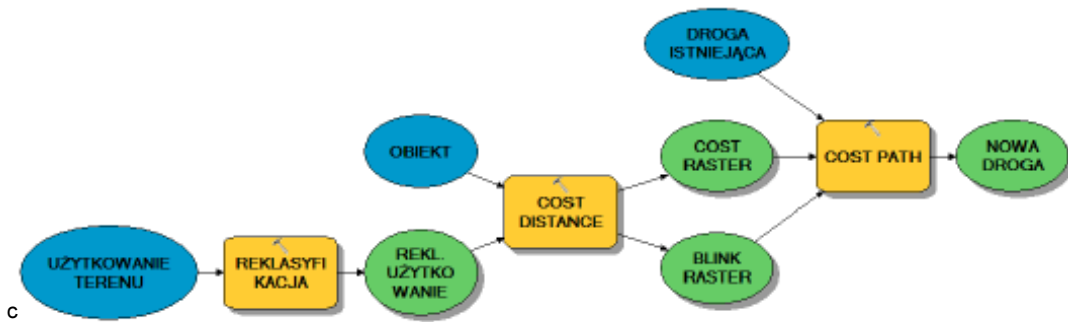 DROGA
ISTNIEJĄCA
OBIEKT
COST
RASTER
COST PATH
NOWA
DROGA
COST
DISTANCE
UŻYTKOWANIE
TERENU
REKLASYFI
KACJA
REKL.
UŻYTKO
WANIE
BLINK
RASTER
c